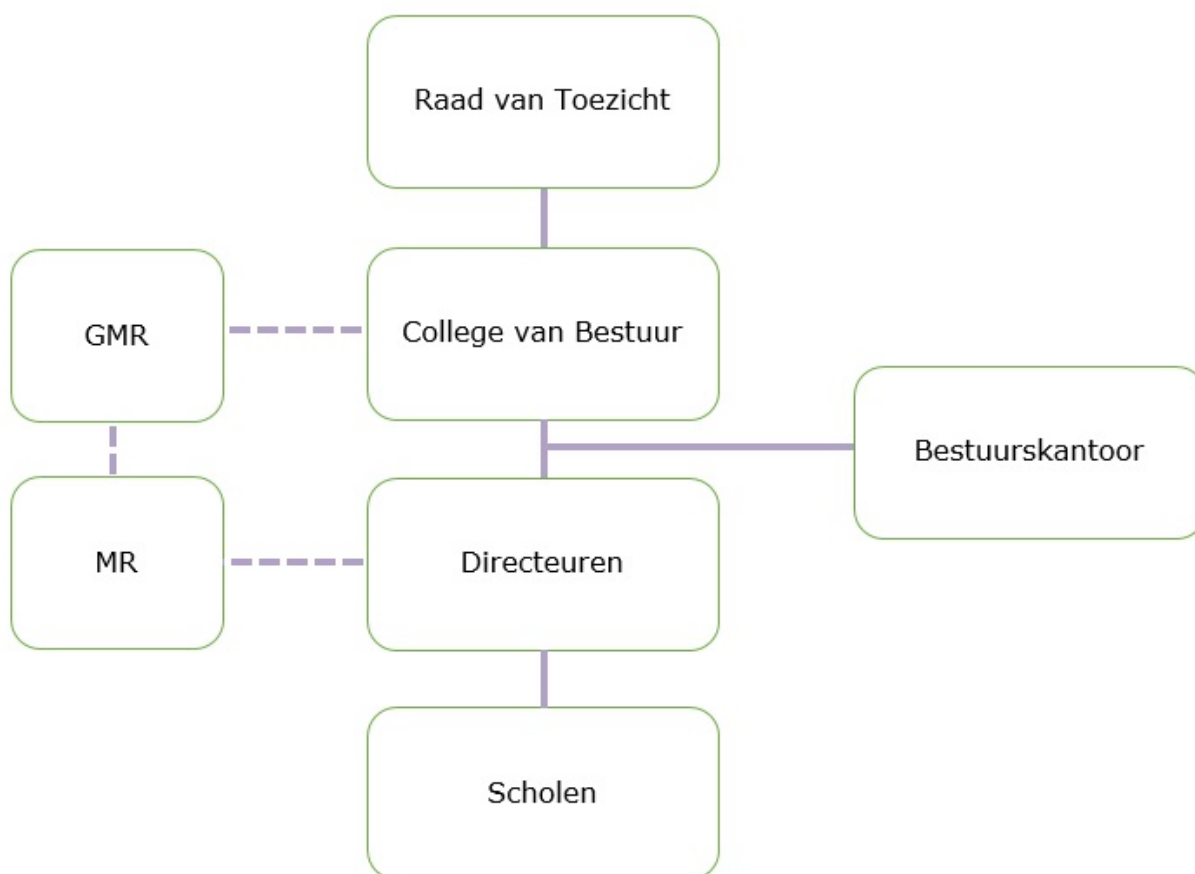 Raad van Toezicht
GMR
College van Bestuur
Bestuurskantoor
MR
Directeuren
Scholen